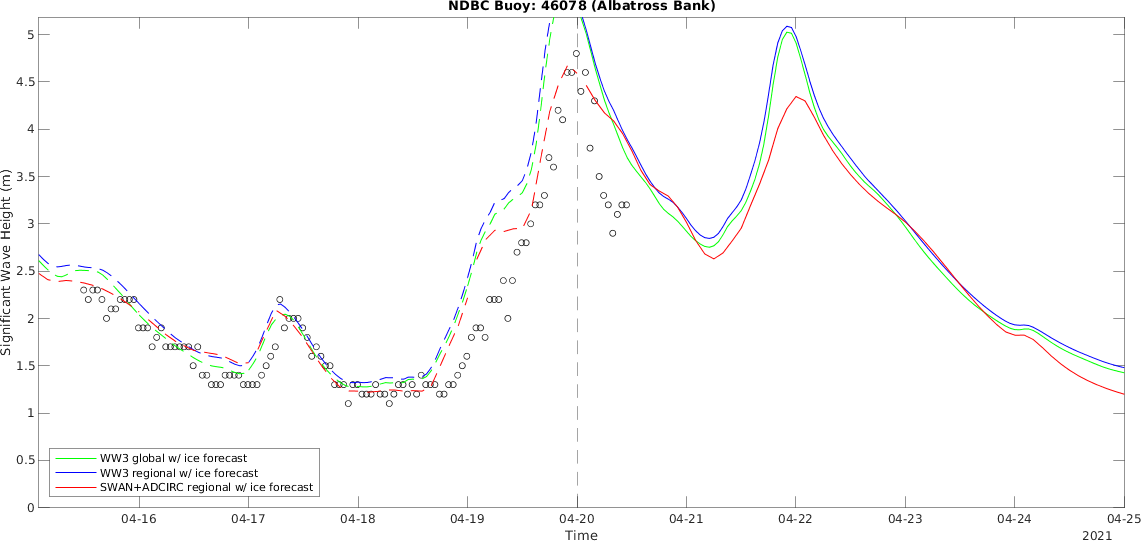 NDBC Buoy: 46078 (Albatross Bank)
5
4.5
4
3.5
3
2.5
2
1.5
1
0.5
0
Significant Wave Height (m)
WW3 global w/ ice forecast
WW3 regional w/ ice forecast
SWAN+ADCIRC regional w/ ice forecast
04-16 04-17 04-18 04-19 04-20 04-21 04-22 04-23 04-24 04-25
Time
2021